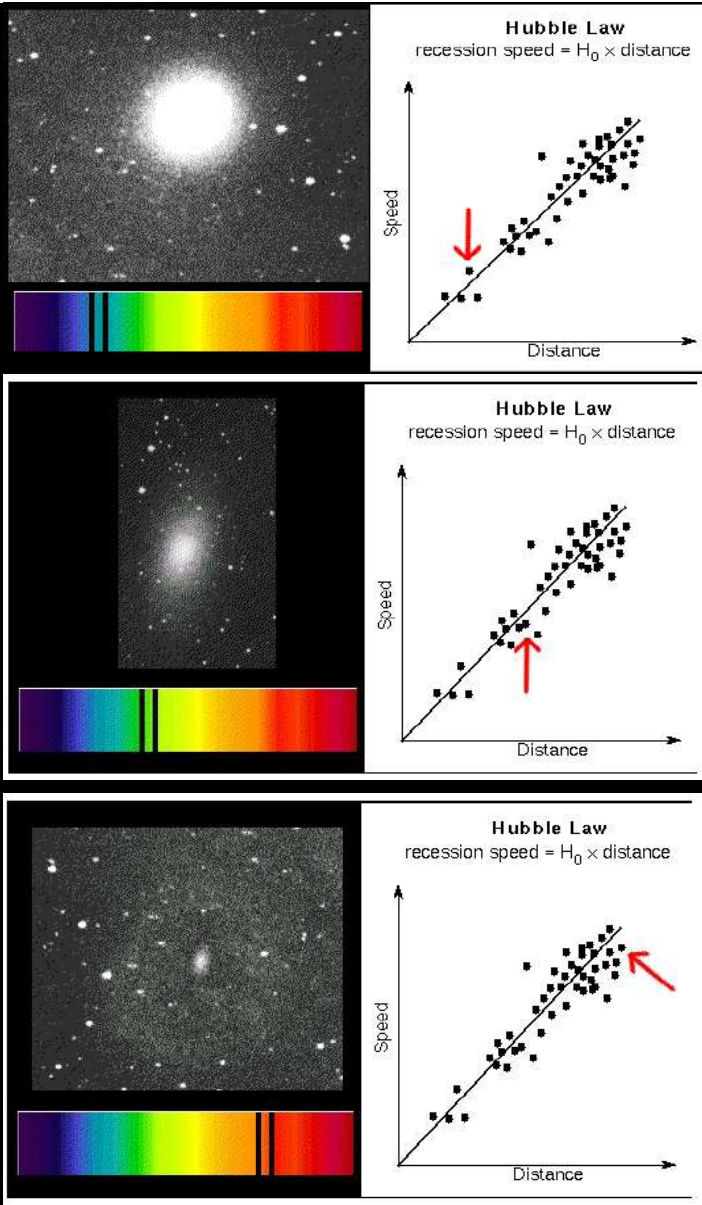 Hubble Law
recession speed = H₀ × distance
Speed
Distance
Hubble Law
recession speed = H₀ × distance
Speed
Distance
Hubble Law
recession speed = H₀ × distance
Speed
Distance